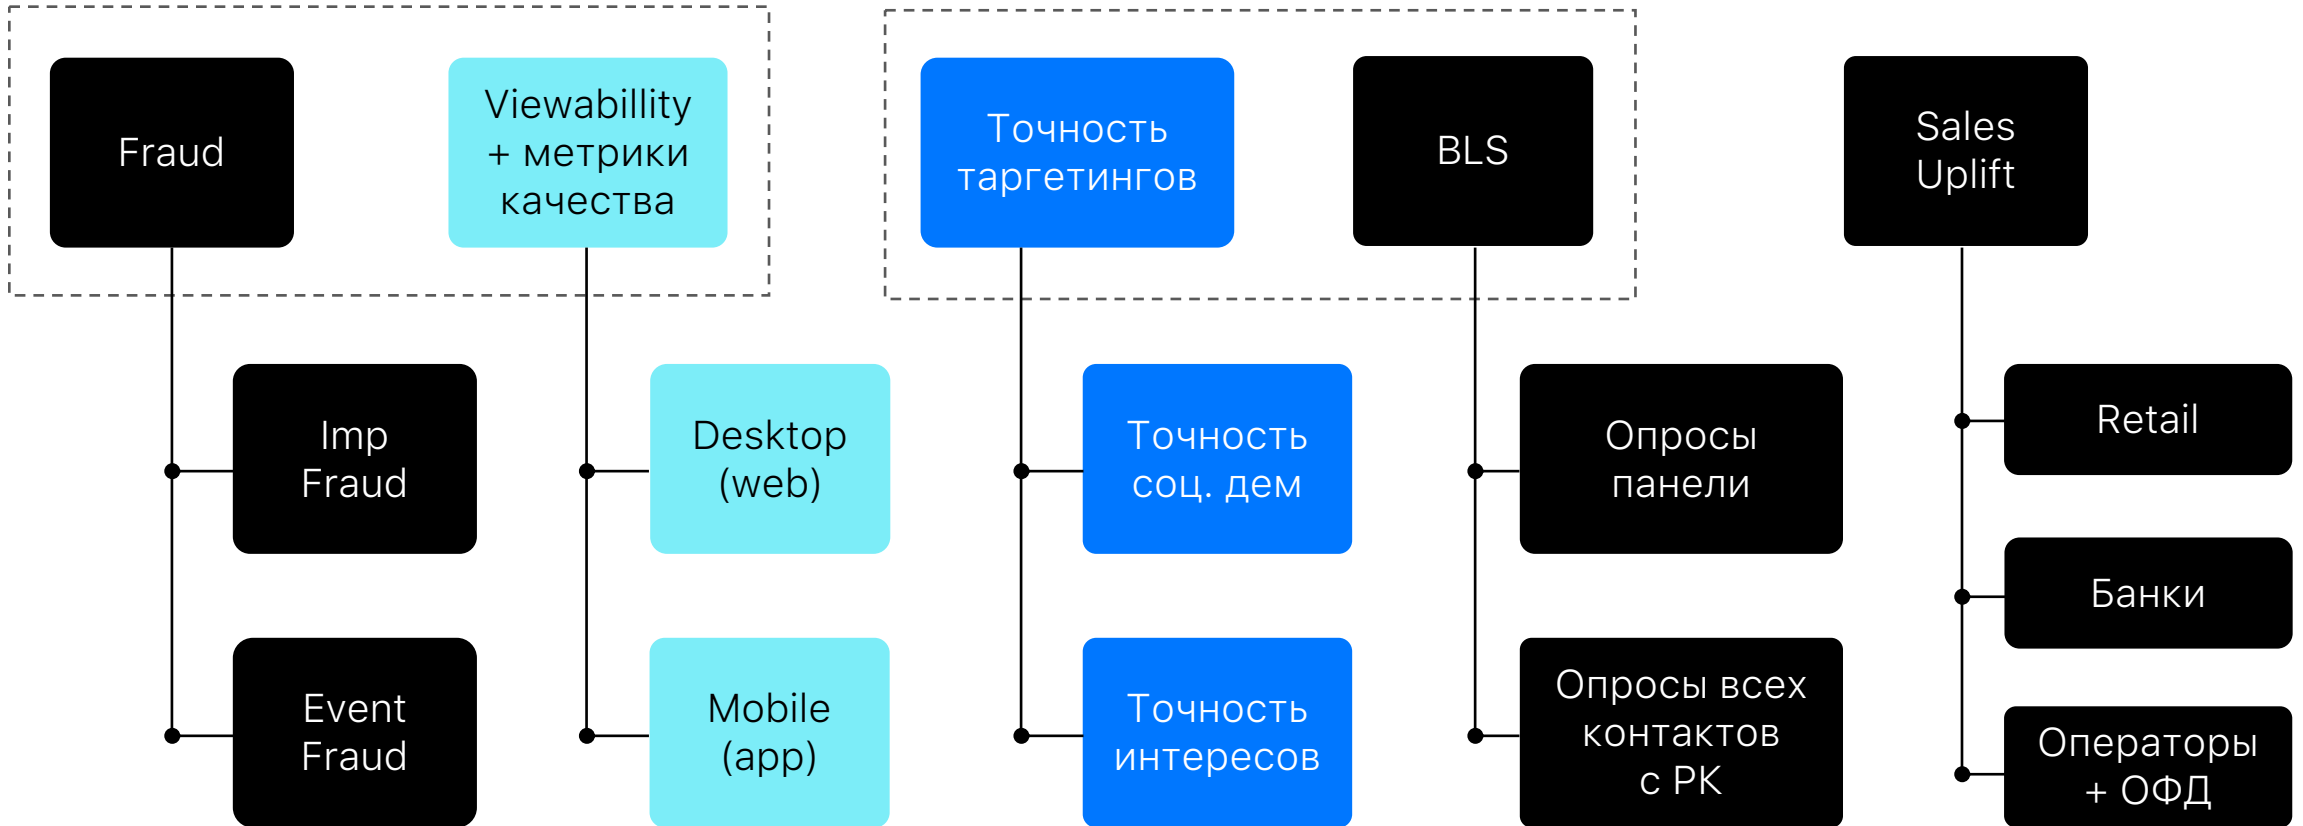 Fraud
Viewabillity
+ метрики
качества
Точность
таргетингов
BLS
Sales
Uplift
Imp
Fraud
Desktop
(web)
Точность
соц. дем
Опросы
панели
Retail
Банки
Event
Fraud
Mobile
(app)
Точность
интересов
Опросы всех
контактов
с РК
Операторы
+ ОФД